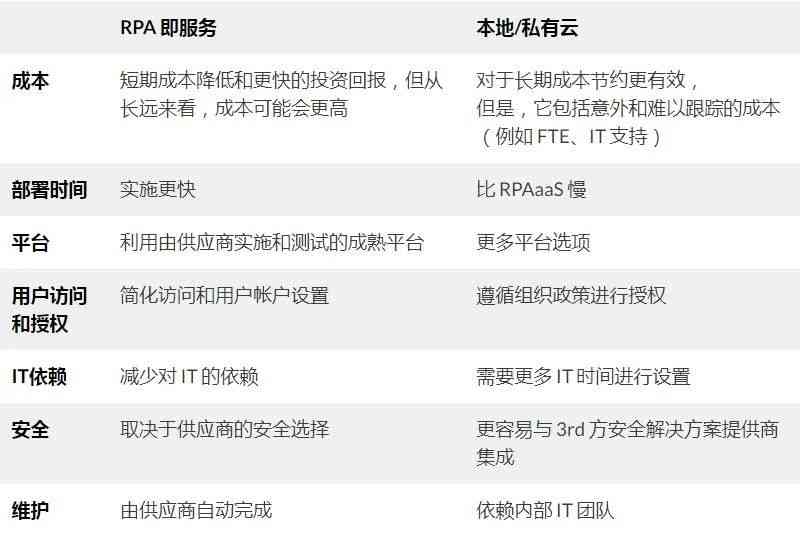 RPA 即服务 本地/私有云
成本 短期成本降低和更快的投资回报，但从 对于长期成本节约更有效，
长远来看，成本可能会更高 但是，它包括意外和难以跟踪的成本
（例如 FTE、IT 支持）
部署时间 实施更快 比 RPAaaS 慢
平台 利用由供应商实施和测试的成熟平台 更多平台选项
用户访问 简化访问和用户帐户设置 遵循组织政策进行授权
和授权
IT依赖 减少对 IT 的依赖 需要更多 IT 时间进行设置
安全 取决于供应商的安全选择 更容易与 3rd 方安全解决方案提供商
集成
维护 由供应商自动完成 依赖内部 IT 团队